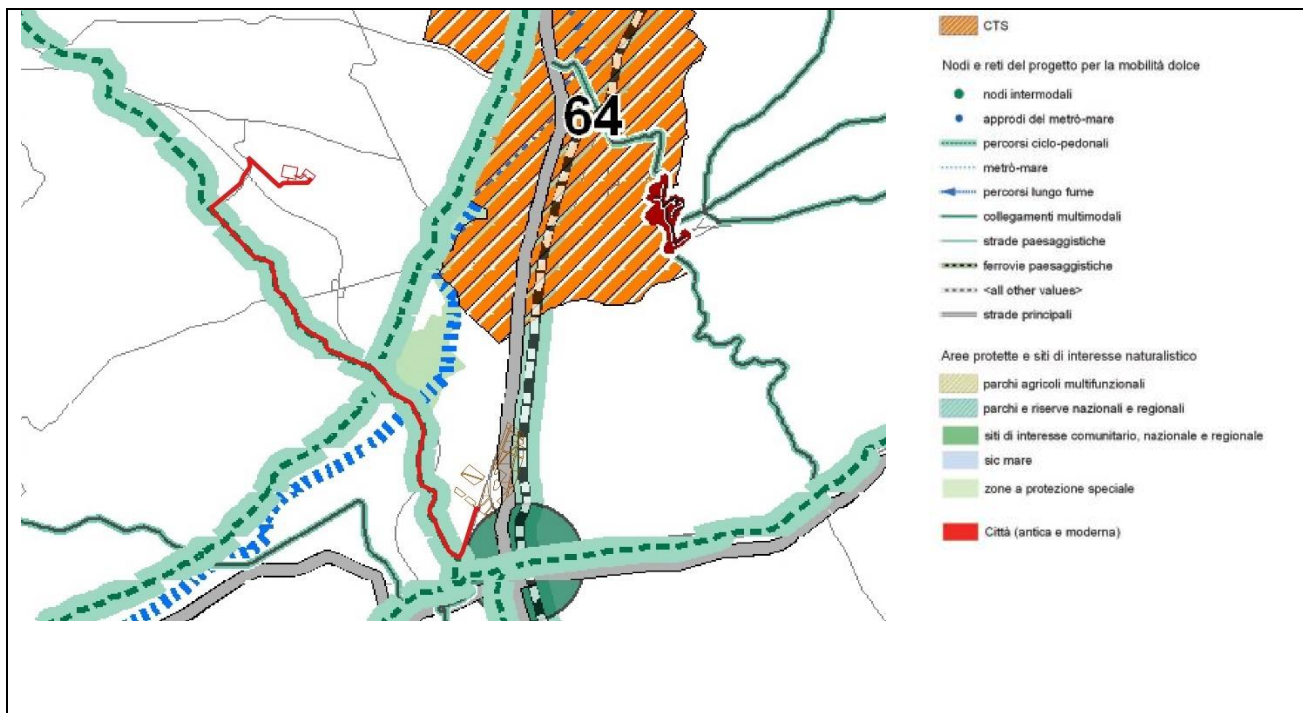 64
CTS
Nodi e reti del progetto per la mobilità dolce
nodi intermodali
approdi del metrò-mare
percorsi ciclo-pedonali
metrò-mare
percorsi lungo fume
collegamenti multimodali
strade paesaggistiche
ferrovie paesaggistiche
<all other values>
strade principali
Aree protette e siti di interesse naturalistico
parchi agricoli multifunzionali
parchi e riserve nazionali e regionali
siti di interesse comunitario, nazionale e regionale
sic mare
zone a protezione speciale
Città (antica e moderna)